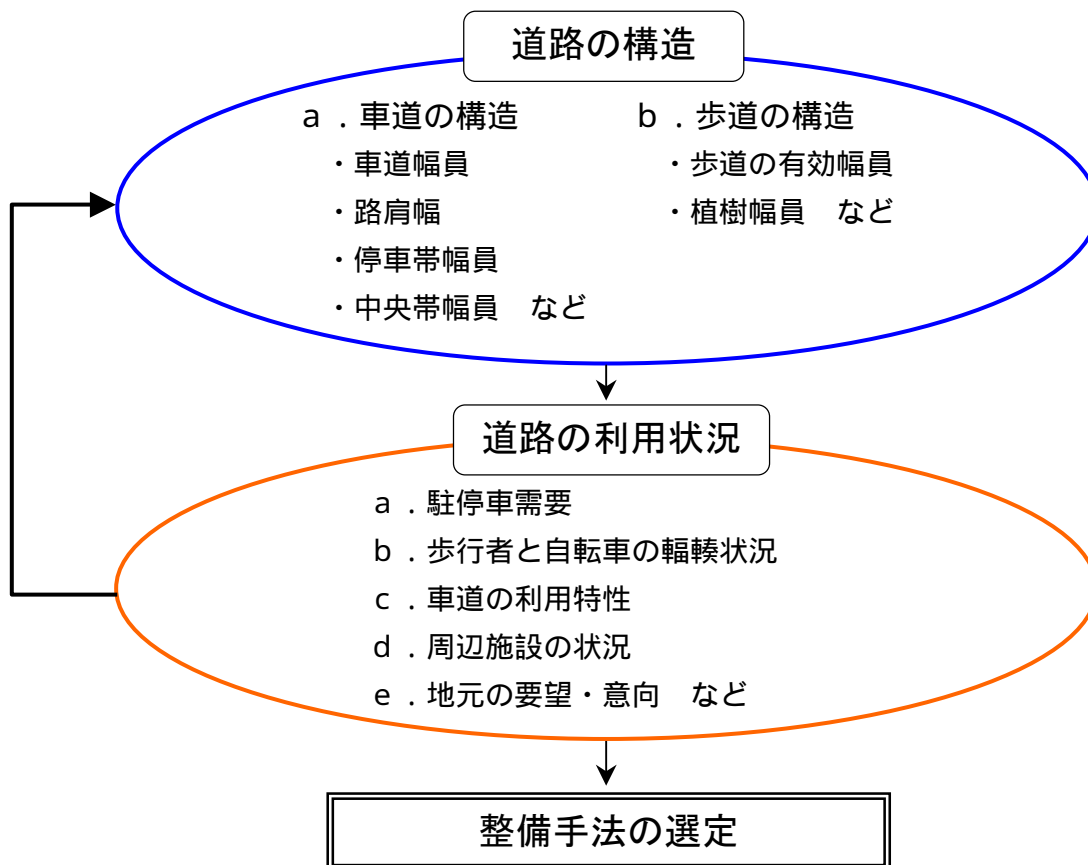 道路の構造
a．車道の構造
・車道幅員
・路肩幅
・停車帯幅員
・中央帯幅員　など
b．歩道の構造
・歩道の有効幅員
・植樹幅員　など
道路の利用状況
a．駐停車需要
b．歩行者と自転車の輻輳状況
c．車道の利用特性
d．周辺施設の状況
e．地元の要望・意向　など
整備手法の選定